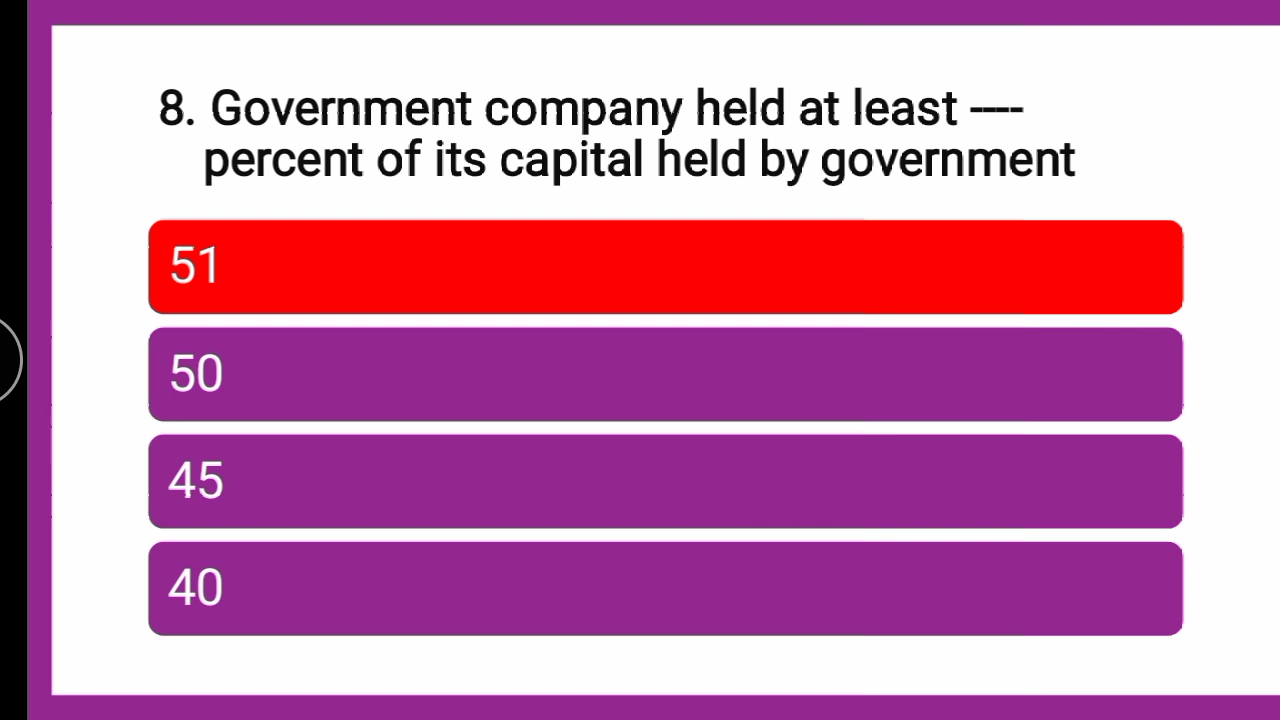 8. Government company held at least ----
percent of its capital held by government
51
50
45
40